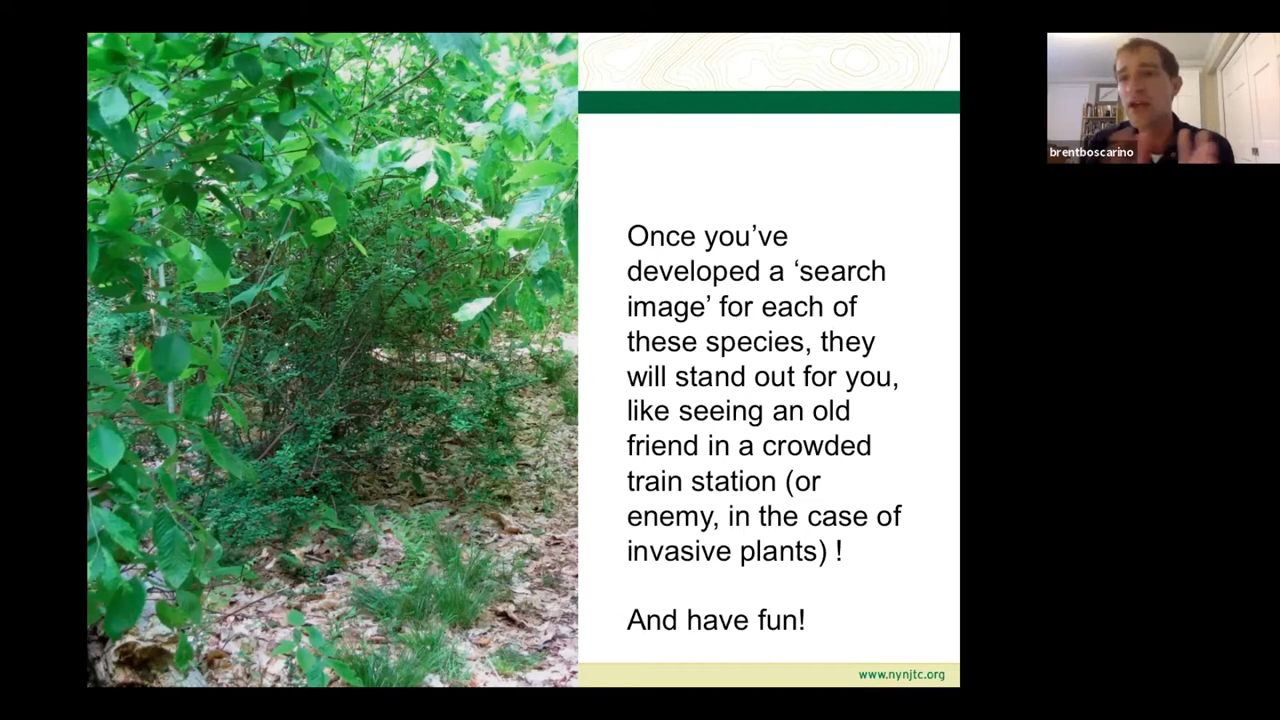 brentboscarino
Once you’ve
developed a ‘search
image’ for each of
these species, they
will stand out for you,
like seeing an old
friend in a crowded
train station (or
enemy, in the case of
invasive plants) !
And have fun!
www.nynjtc.org